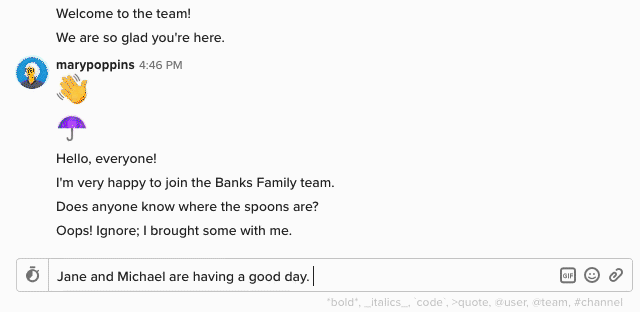 Welcome to the team!
We are so glad you're here.
marypoppins 4:46 PM
Hello, everyone!
I'm very happy to join the Banks Family team.
Does anyone know where the spoons are?
Oops! Ignore; I brought some with me.
Jane and Michael are having a good day.
GIF
*bold*, _italics_, `code`, >quote, @user, @team, #channel